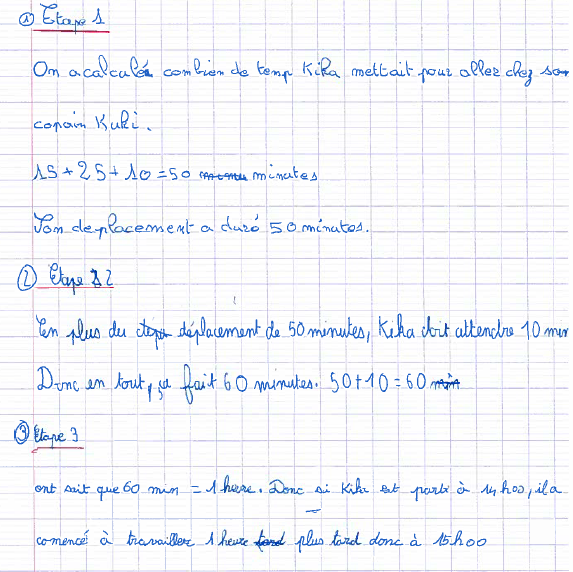 ① Etape 1
On a calculé combien de temp Kika mettait pour aller chez son
copain Kuki.
15 + 25 + 10 = 50 minutes
Son deplacement a duré 50 minutes.
② Etape 2
En plus du déplacement de 50 minutes, Kika doit attendre 10 min
Donc en tout, ça fait 60 minutes. 50+10 = 60 min
③ Etape 3
ont sait que 60 min = 1 heure. Donc si Kika est parti à 14h00, il a
comencé à travailler 1 heure plus tard donc à 15h00